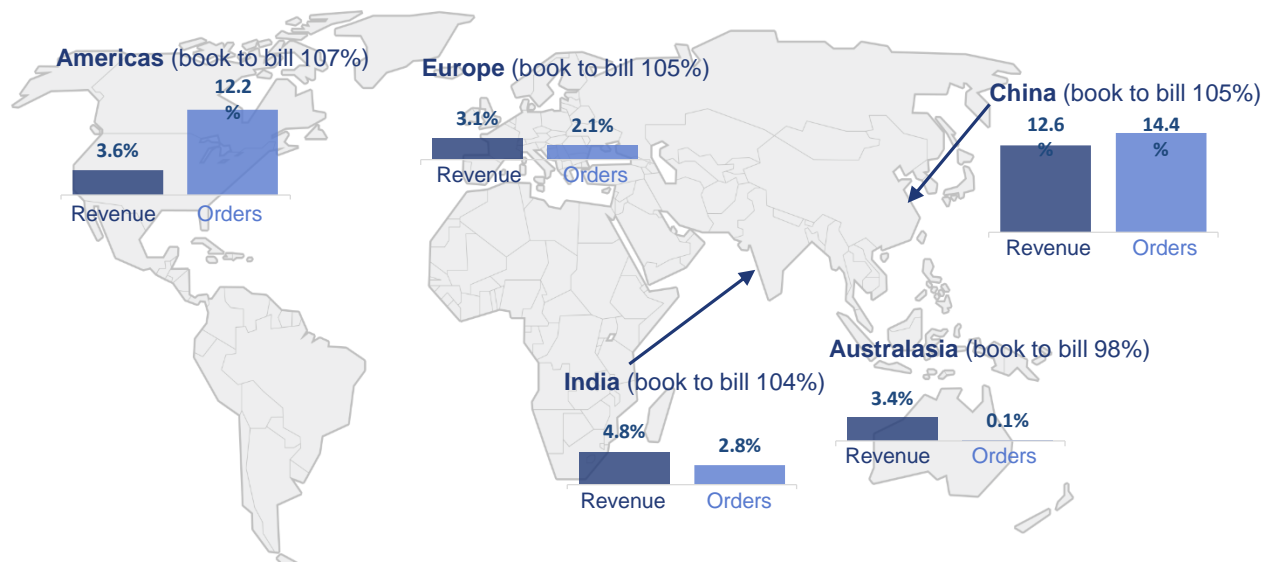 Americas (book to bill 107%)
12.2
%
3.6%
Revenue
Orders
Europe (book to bill 105%)
3.1%
2.1%
Revenue
Orders
China (book to bill 105%)
12.6
%
14.4
%
Revenue
Orders
India (book to bill 104%)
4.8%
2.8%
Revenue
Orders
Australasia (book to bill 98%)
3.4%
0.1%
Revenue
Orders